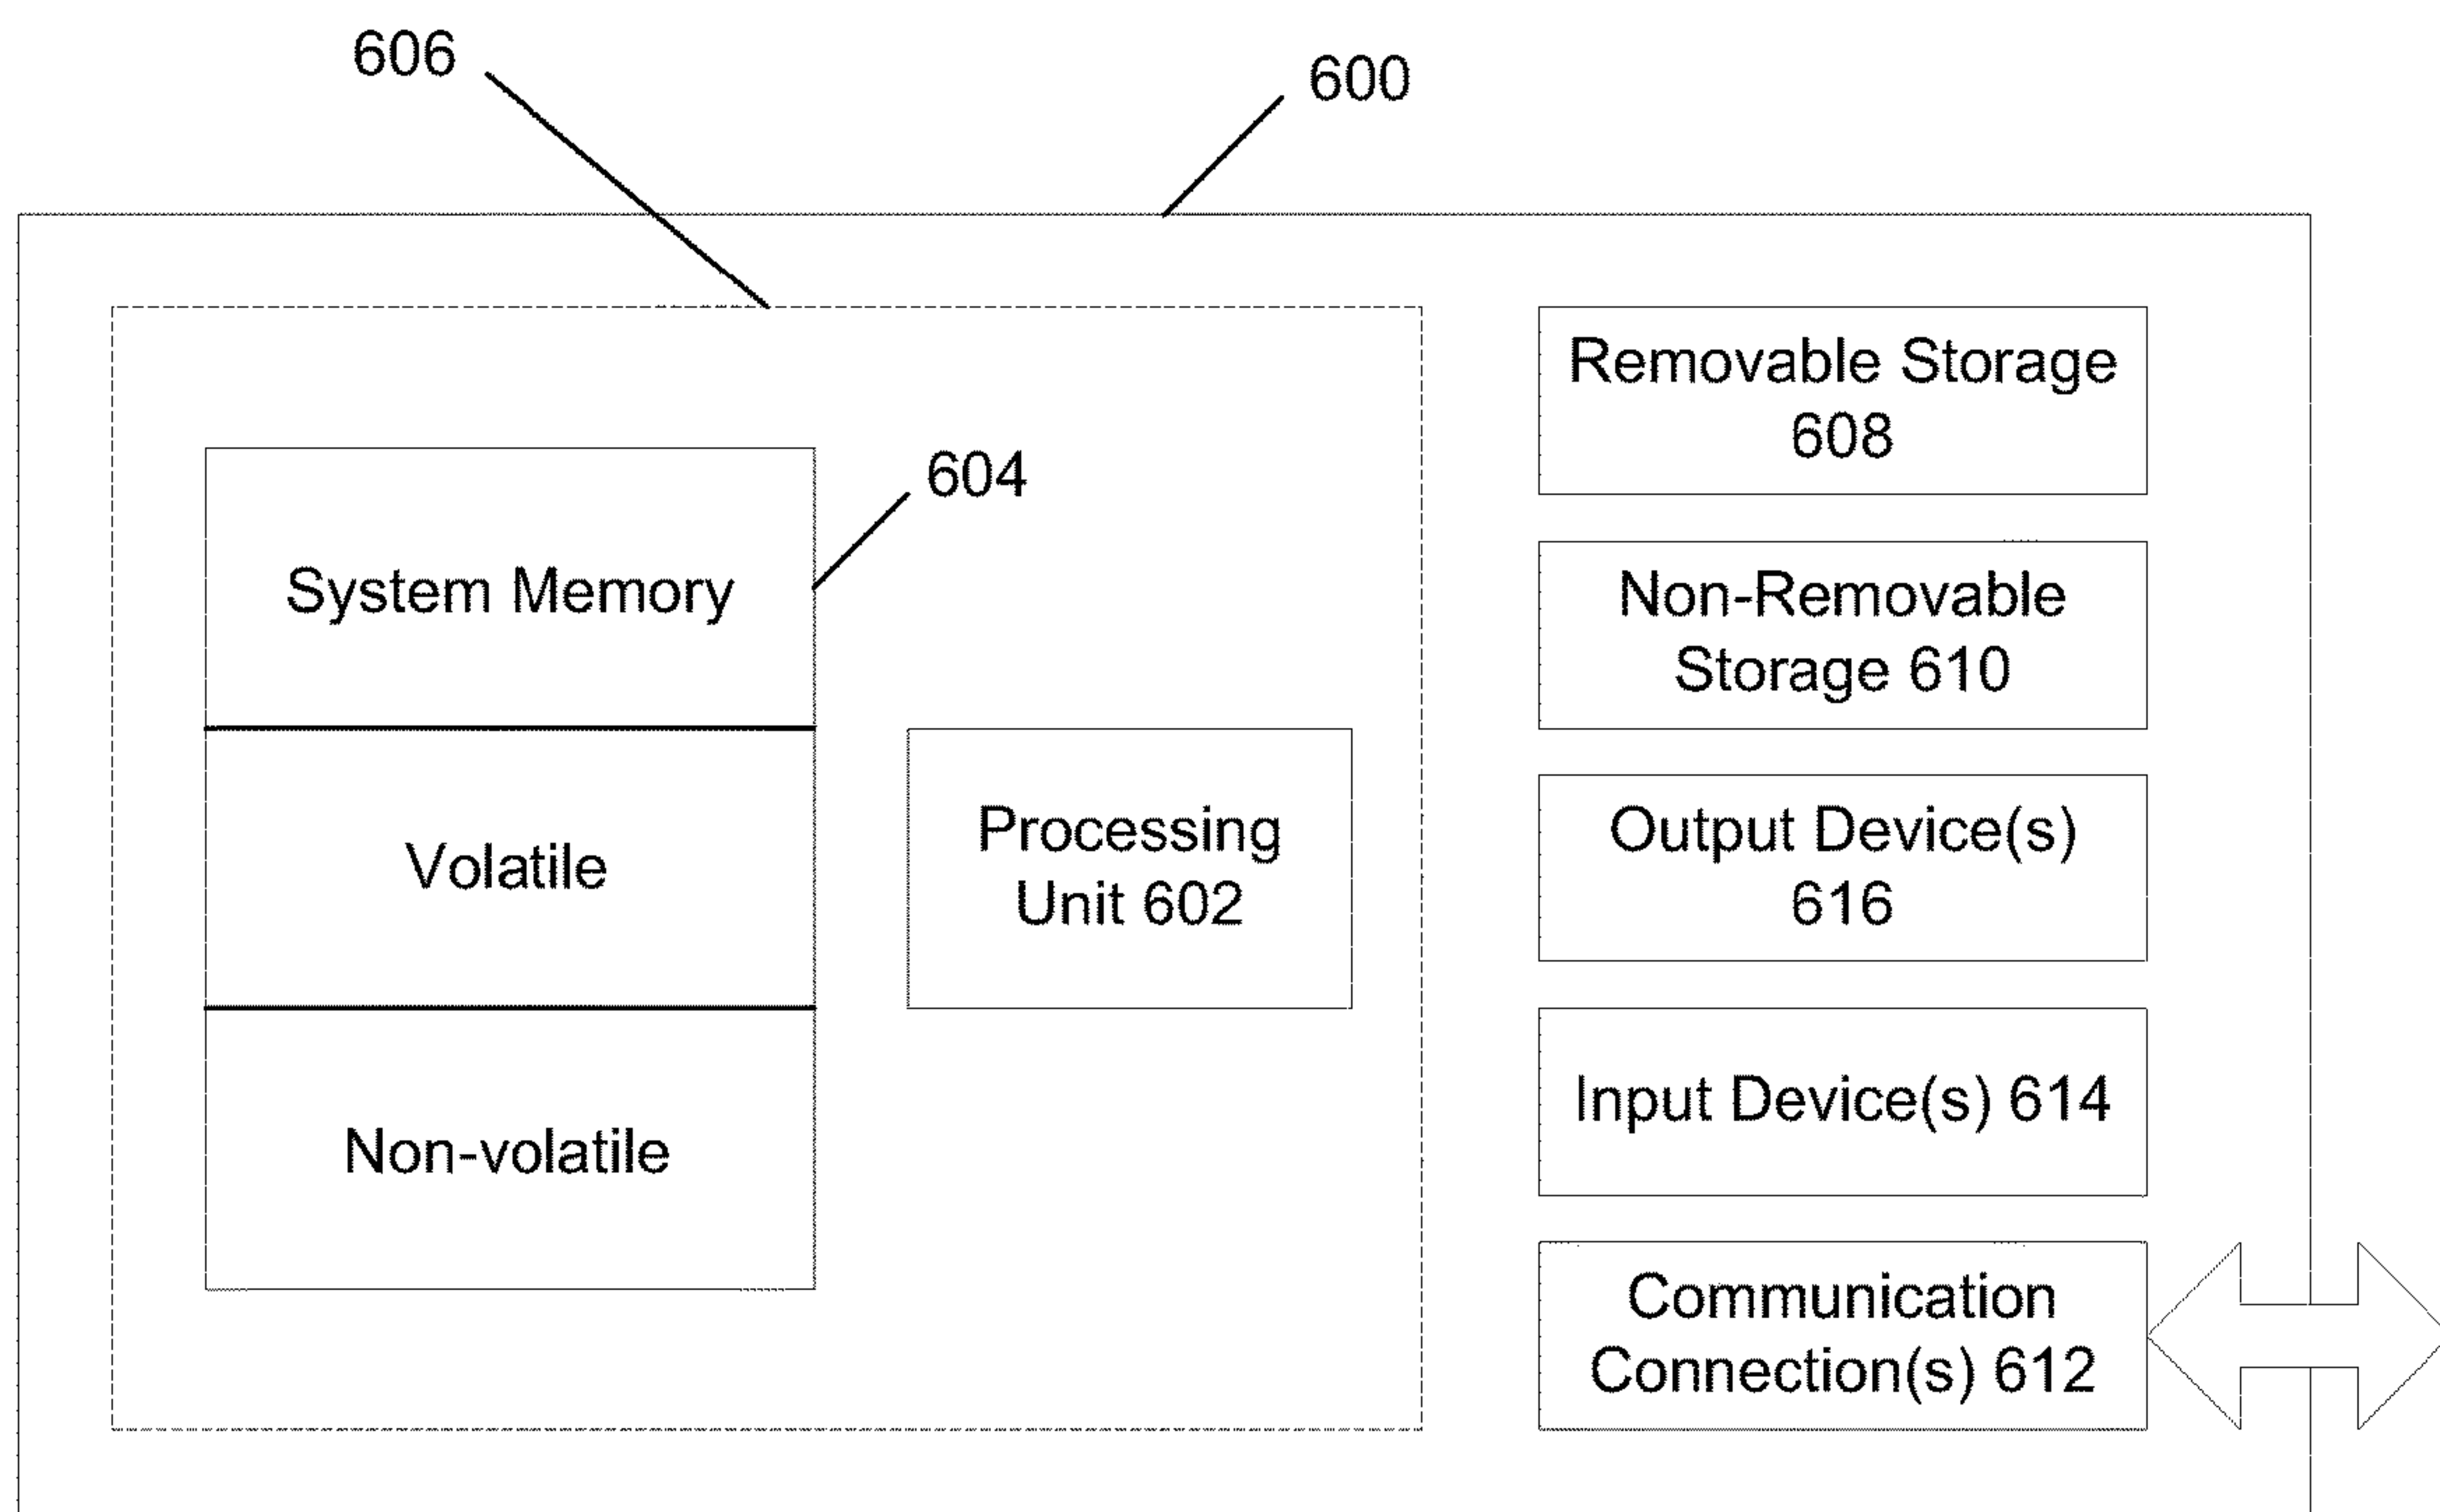 606
600
604
System Memory
Volatile
Non-volatile
Processing
Unit 602
Removable Storage
608
Non-Removable
Storage 610
Output Device(s)
616
Input Device(s) 614
Communication
Connection(s) 612